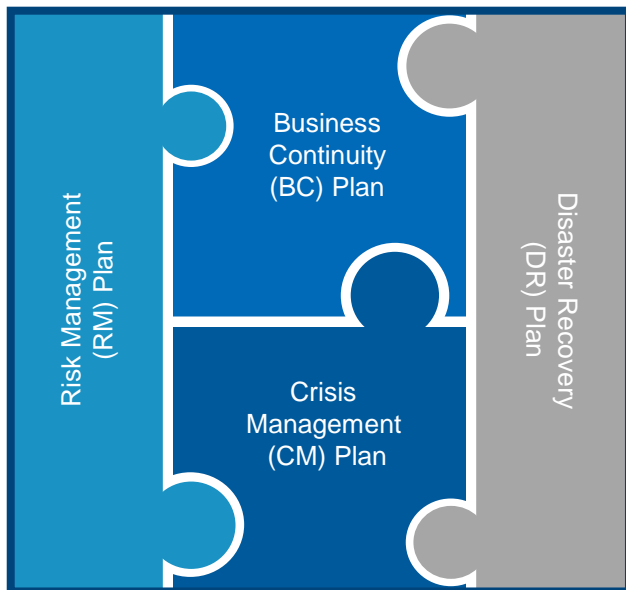 Risk Management
(RM) Plan
Business
Continuity
(BC) Plan
Crisis
Management
(CM) Plan
Disaster Recovery
(DR) Plan